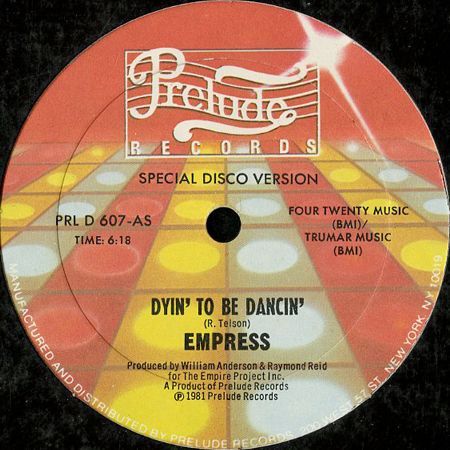 Prelude
RECORDS
SPECIAL DISCO VERSION
PRL D 607-AS
TIME: 6:18
FOUR TWENTY MUSIC
(BMI)/
TRUMAR MUSIC
(BMI)
DYIN' TO BE DANCIN'
(R. Telson)
EMPRESS
Produced by William Anderson & Raymond Reid
for The Empire Project Inc.
A Product of Prelude Records
℗ 1981 Prelude Records
MANUFACTURED AND DISTRIBUTED BY PRELUDE RECORDS, 200 WEST 57 ST. NEW YORK, N.Y. 10019